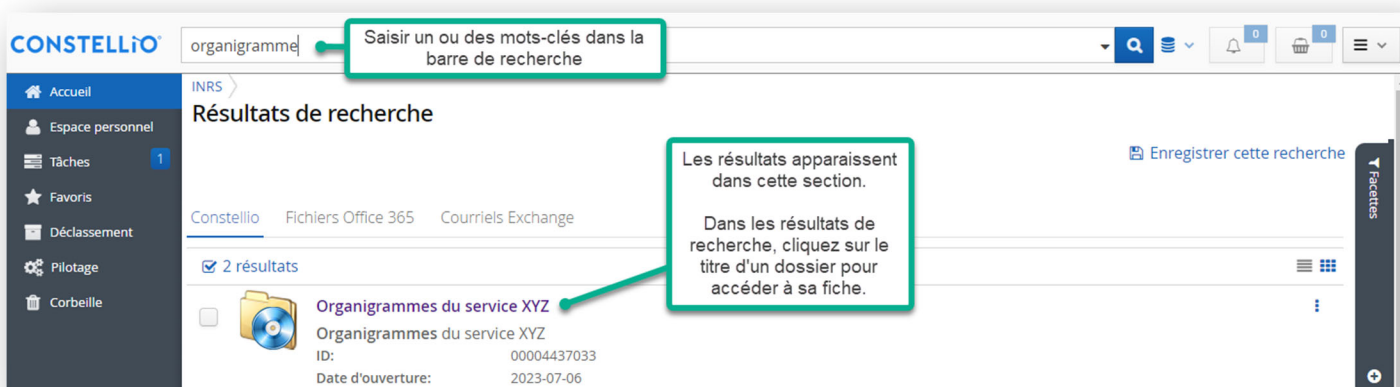 CONSTELLiO
organigramme
Saisir un ou des mots-clés dans la
barre de recherche
0
0
Accueil
Espace personnel
Tâches
1
Favoris
Déclassement
Pilotage
Corbeille
INRS
Résultats de recherche
Enregistrer cette recherche
Facettes
Les résultats apparaissent
dans cette section.
Dans les résultats de
recherche, cliquez sur le
titre d'un dossier pour
accéder à sa fiche.
Constellio Fichiers Office 365 Courriels Exchange
2 résultats
Organigrammes du service XYZ
Organigrammes du service XYZ
ID: 00004437033
Date d'ouverture: 2023-07-06